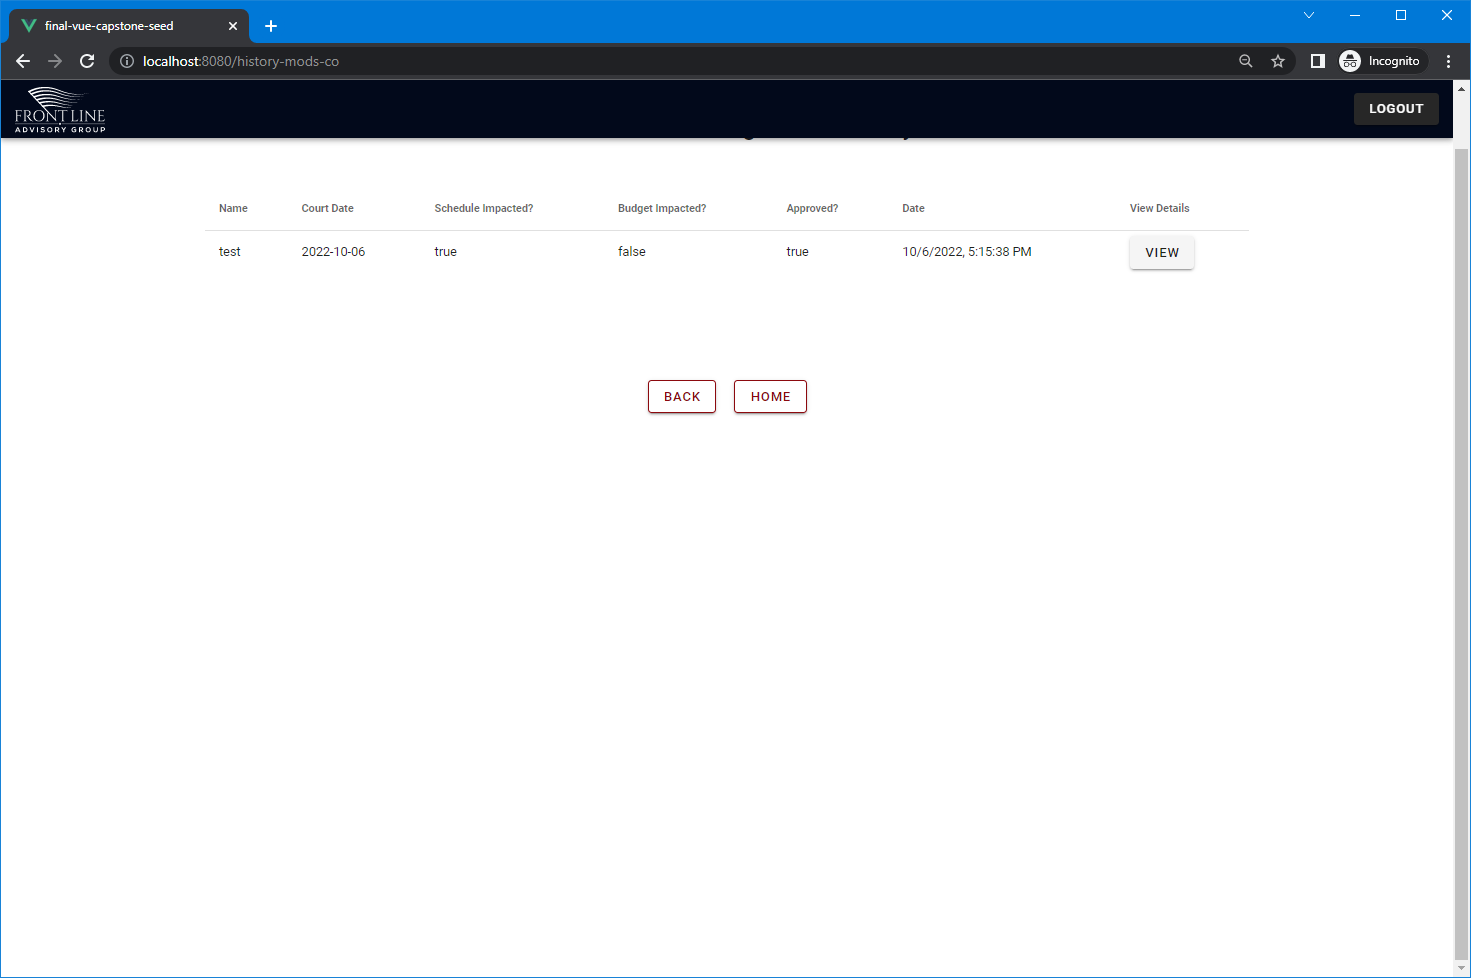 final-vue-capstone-seed
localhost:8080/history-mods-co
Incognito
FRONT LINE
ADVISORY GROUP
LOGOUT
Name Court Date Schedule Impacted? Budget Impacted? Approved? Date View Details
test 2022-10-06 true false true 10/6/2022, 5:15:38 PM VIEW
BACK HOME